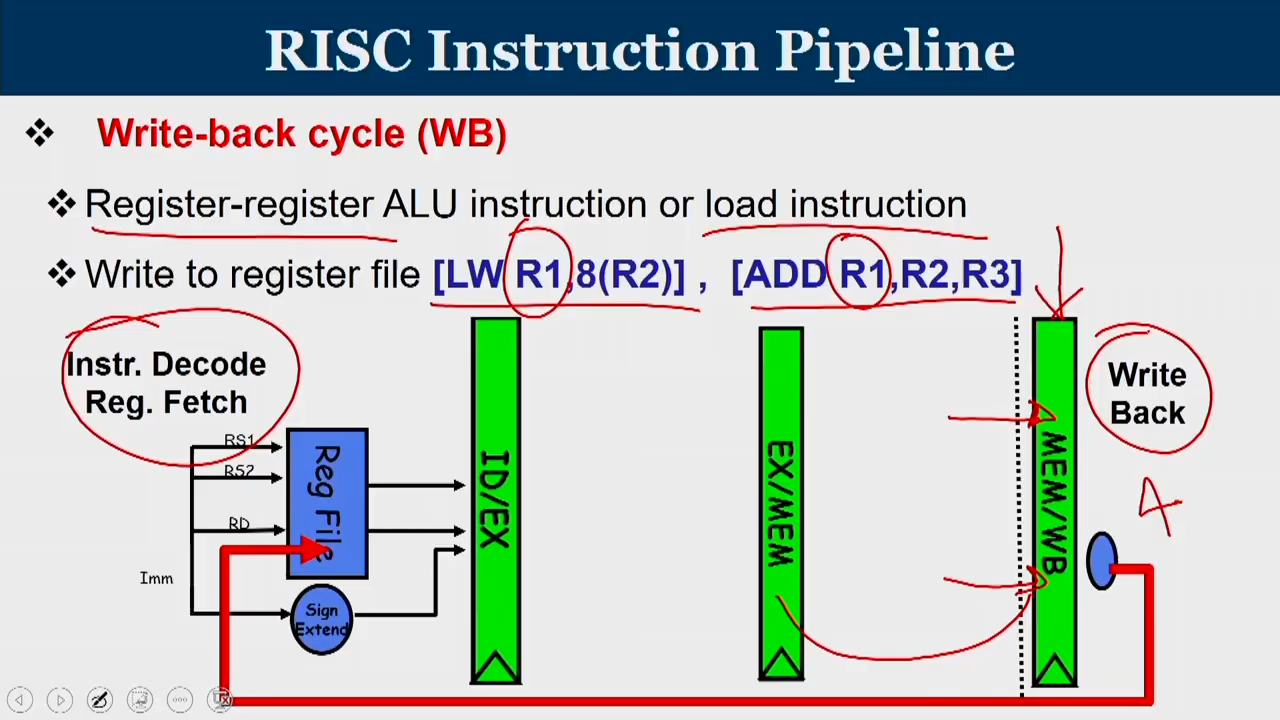 RISC Instruction Pipeline
❖ Write-back cycle (WB)
❖ Register-register ALU instruction or load instruction
❖ Write to register file [LW R1,8(R2)] , [ADD R1,R2,R3]
Instr. Decode
Reg. Fetch
Write
Back
RS1
RS2
RD
Imm
Reg File
Sign
Extend
ID/EX
EX/MEM
MEM/WB
4